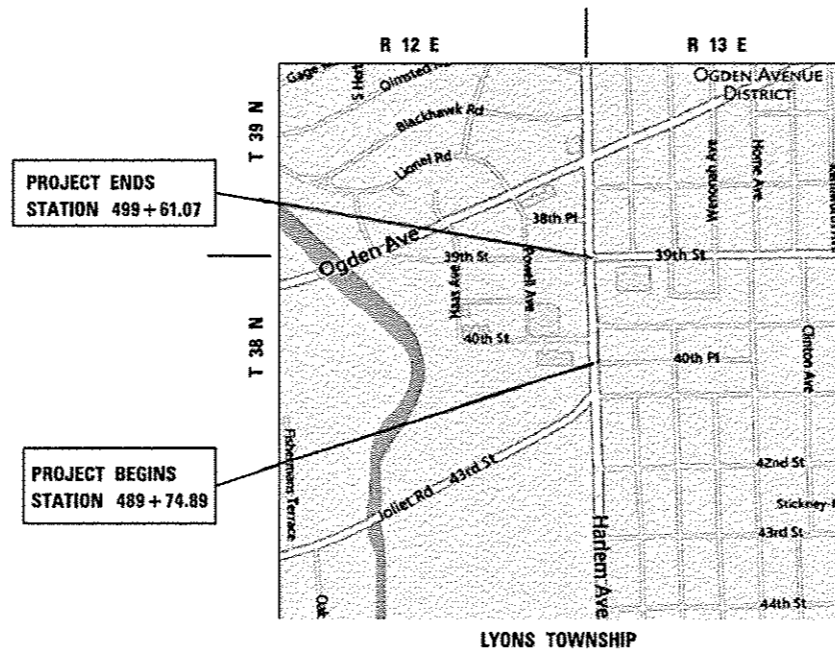 R 12 E
R 13 E
OGDEN AVENUE
DISTRICT
Olmsted
Blackhawk Rd
Lionel Rd
T 39 N
Wenonah Ave
Home Ave
PROJECT ENDS
STATION 499+61.07
38th Pl
Ogden Ave
39th St
39th St
Haas Ave
Powell Ave
T 38 N
40th St
40th Pl
Clinton Ave
PROJECT BEGINS
STATION 489+74.89
Fishermans Terrace
Joliet Rd
43rd St
42nd St
Stickney
43rd St
Harlem Ave
44th St
LYONS TOWNSHIP